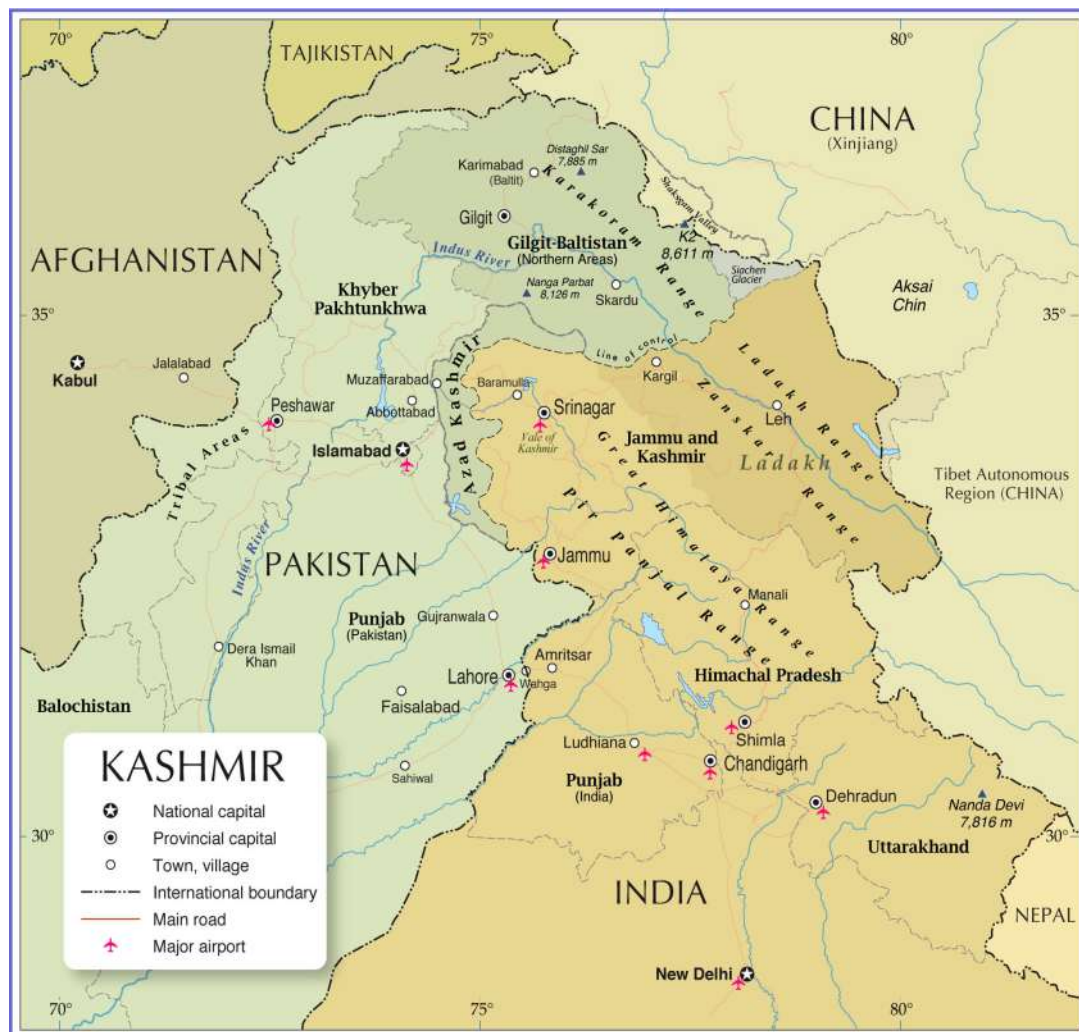 70°
75°
80°
TAJIKISTAN
CHINA
(Xinjiang)
Distaghil Sar
7,885 m
Karimabad
(Baltit)
Karakoram Range
Shaksgam Valley
Gilgit
K2
8,611 m
AFGHANISTAN
Indus River
Gilgit-Baltistan
(Northern Areas)
Siachen
Glacier
Aksai
Chin
Khyber
Pakhtunkhwa
Nanga Parbat
8,126 m
Skardu
35°
35°
Line of control
Kabul
Jalalabad
Muzaffarabad
Azad Kashmir
Baramulla
Kargil
Ladakh Range
Zanskar Range
Abbottabad
Srinagar
Leh
Peshawar
Vale of
Kashmir
Jammu and
Kashmir
Ladakh
Islamabad
Tribal Areas
Great Himalaya Range
Tibet Autonomous
Region (CHINA)
Pir Panjal Range
Indus River
PAKISTAN
Jammu
Manali
Punjab
(Pakistan)
Gujranwala
Dera Ismail
Khan
Amritsar
Lahore
Wahga
Himachal Pradesh
Balochistan
Faisalabad
Shimla
Ludhiana
Chandigarh
Sahiwal
Punjab
(India)
Dehradun
Nanda Devi
7,816 m
30°
30°
Uttarakhand
INDIA
NEPAL
New Delhi
KASHMIR
National capital
Provincial capital
Town, village
International boundary
Main road
Major airport
70°
75°
80°